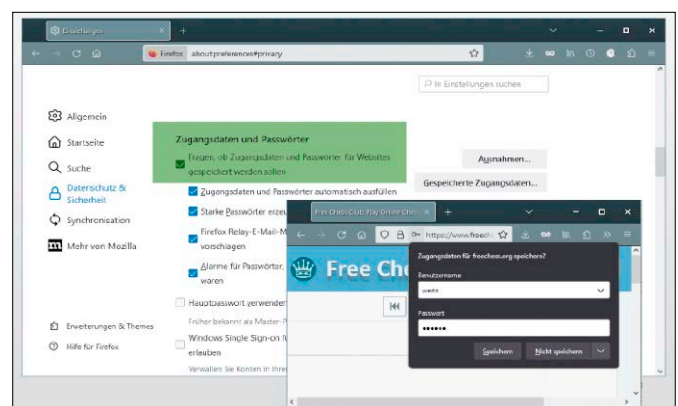 Einstellungen
Firefox about:preferences#privacy
In Einstellungen suchen
Allgemein
Startseite
Suche
Datenschutz &
Sicherheit
Synchronisation
Mehr von Mozilla
Erweiterungen & Themes
Hilfe für Firefox
Zugangsdaten und Passwörter
Fragen, ob Zugangsdaten und Passwörter für Websites
gespeichert werden sollen
Ausnahmen...
Gespeicherte Zugangsdaten...
Zugangsdaten und Passwörter automatisch ausfüllen
Starke Passwörter erzeu
Firefox Relay-E-Mail-M
vorschlagen
Alarme für Passwörter,
waren
Hauptpasswort verwenden
Früher bekannt als Master-P
Windows Single Sign-on f
erlauben
Verwalten Sie Konten in Ihre
Free Chess Club: Play Online Ches
https://www.freech
Free Che
Zugangsdaten für freechess.org speichern?
Benutzername
Passwort
••••••
Speichern
Nicht speichern